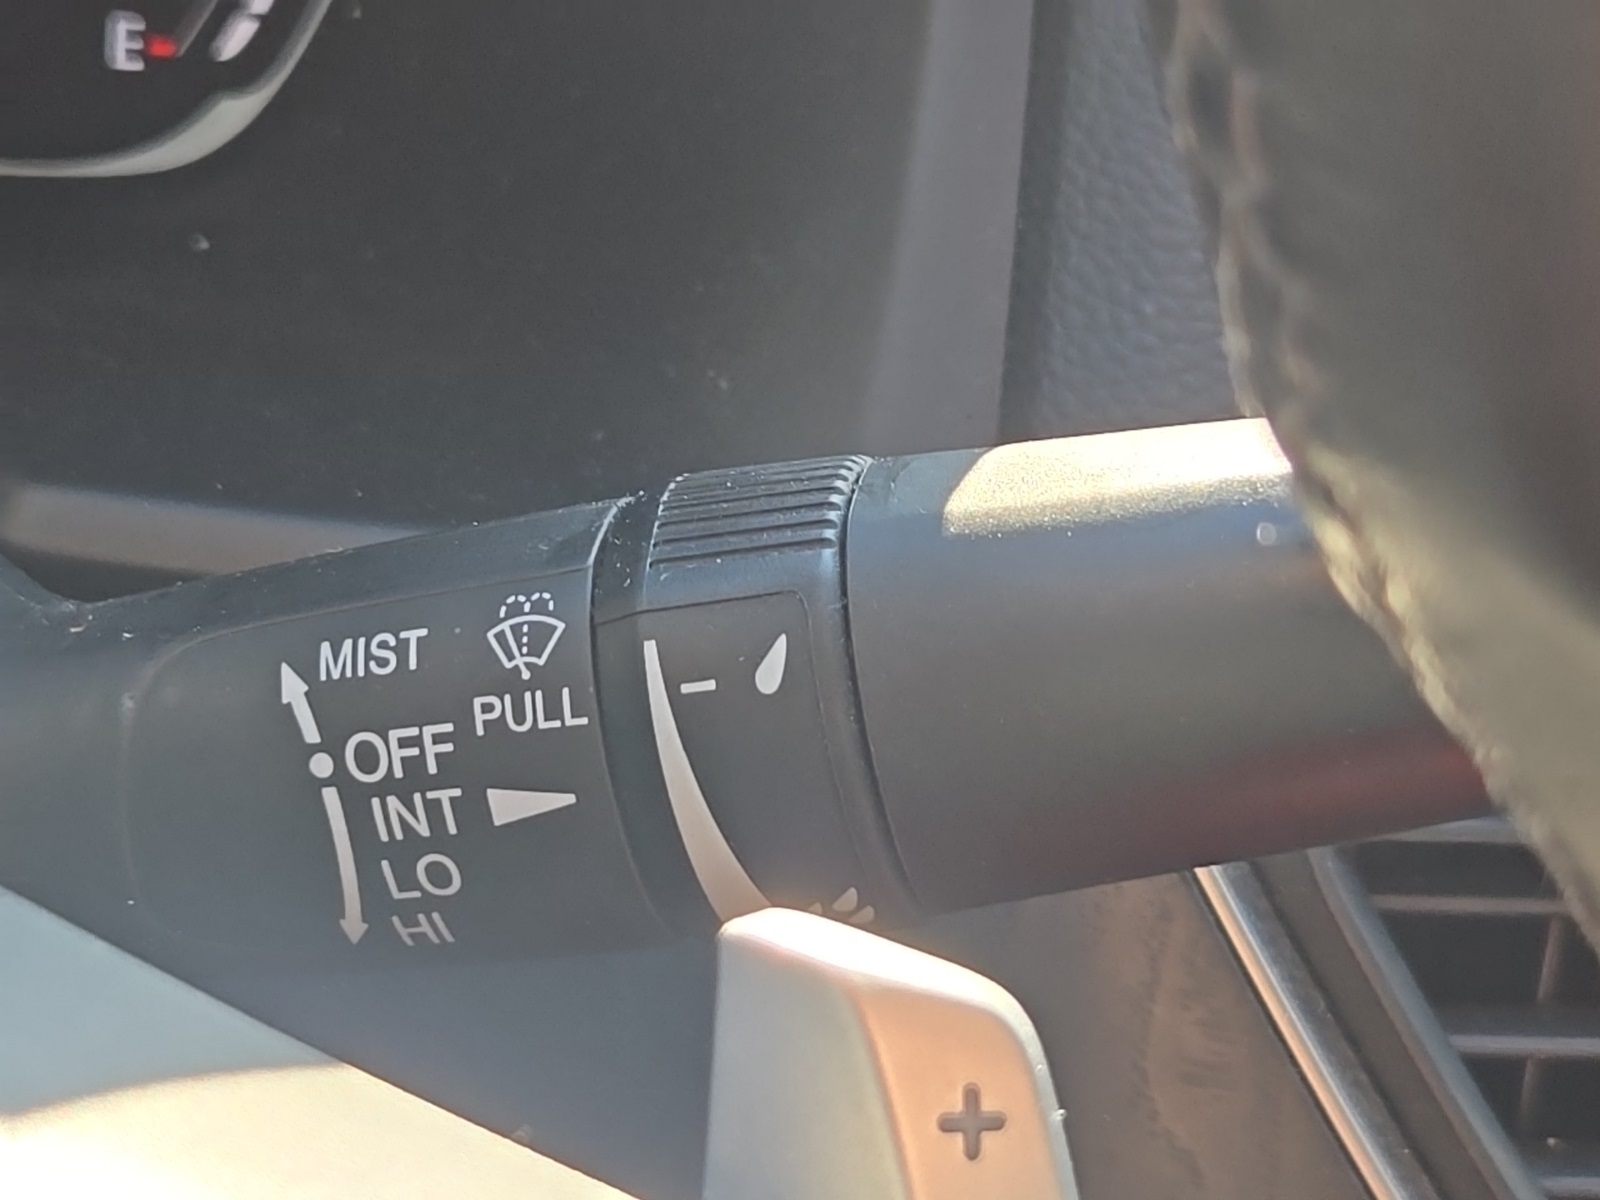 E
MIST
PULL
OFF
INT
LO
HI
-
+